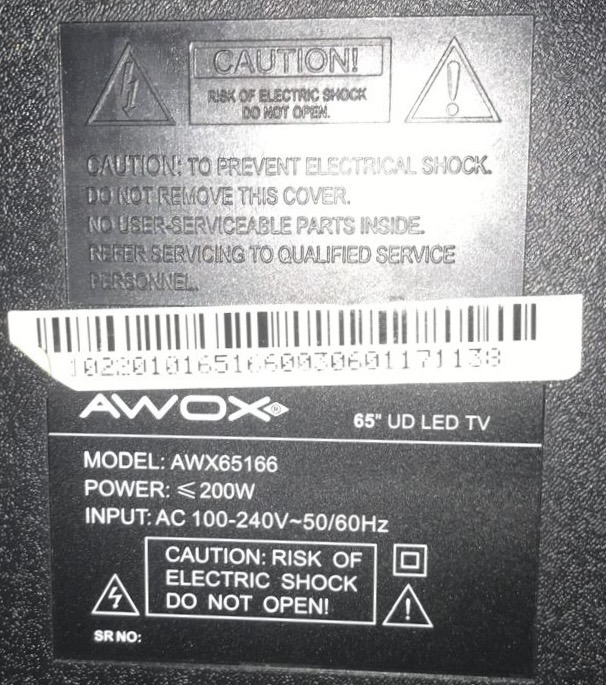 CAUTION!
RISK OF ELECTRIC SHOCK
DO NOT OPEN.
CAUTION: TO PREVENT ELECTRICAL SHOCK.
DO NOT REMOVE THIS COVER.
NO USER-SERVICEABLE PARTS INSIDE.
REFER SERVICING TO QUALIFIED SERVICE
PERSONNEL.
AWOX®
65" UD LED TV
MODEL: AWX65166
POWER: ⩽200W
INPUT: AC 100-240V~50/60Hz
CAUTION: RISK OF
ELECTRIC SHOCK
DO NOT OPEN!
SR NO: